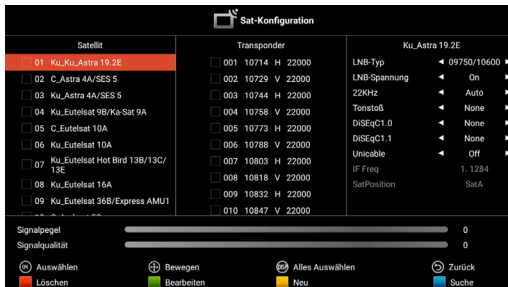 Sat-Konfiguration
Satellit
01 Ku_Ku_Astra 19.2E
02 C_Astra 4A/SES 5
03 Ku_Astra 4A/SES 5
04 Ku_Eutelsat 9B/Ka-Sat 9A
05 C_Eutelsat 10A
06 Ku_Eutelsat 10A
07 Ku_Eutelsat Hot Bird 13B/13C/
13E
08 Ku_Eutelsat 16A
09 Ku_Eutelsat 36B/Express AMU1
Transponder
001 10714 H 22000
002 10729 V 22000
003 10744 H 22000
004 10758 V 22000
005 10773 H 22000
006 10788 V 22000
007 10803 H 22000
008 10818 V 22000
009 10832 H 22000
010 10847 V 22000
Ku_Astra 19.2E
LNB-Typ 09750/10600
LNB-Spannung On
22KHz Auto
Tonstoß None
DiSEqC1.0 None
DiSEqC1.1 None
Unicable Off
IF Freq 1. 1284
SatPosition SatA
Signalpegel 0
Signalqualität 0
OK Auswählen Bewegen DISP Alles Auswählen Zurück
Löschen Bearbeiten Neu Suche